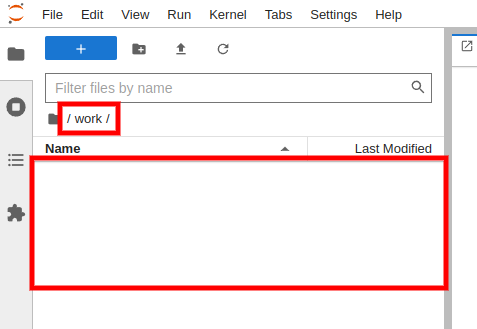 File Edit View Run Kernel Tabs Settings Help
Filter files by name
/ work /
Name Last Modified